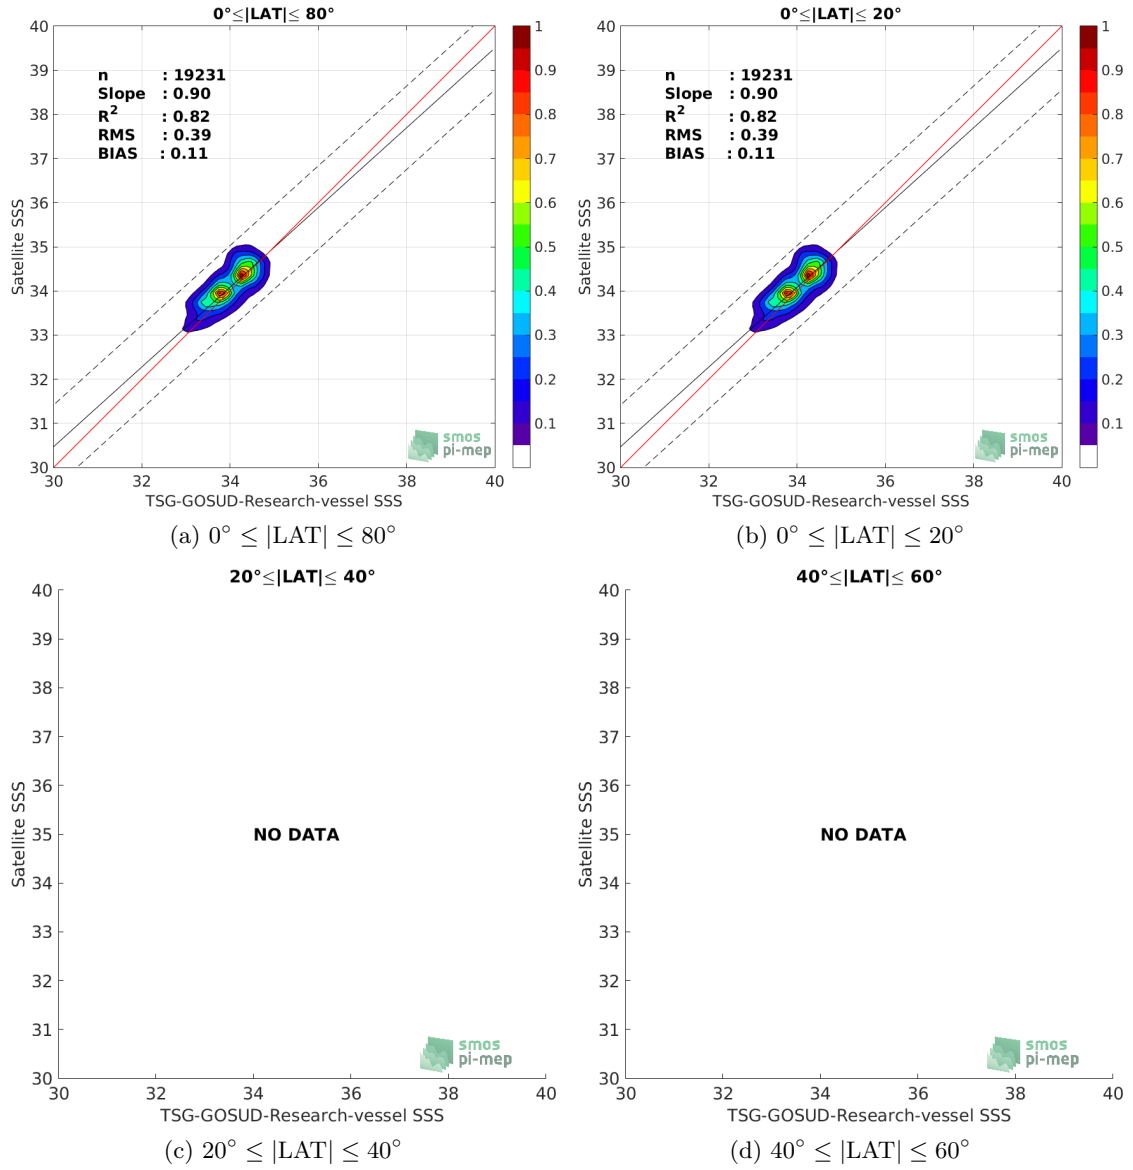 0°≤|LAT|≤ 80°
40
39
38
37
36
35
34
33
32
31
30
n : 19231
Slope : 0.90
R² : 0.82
RMS : 0.39
BIAS : 0.11
Satellite SSS
smos
pi-mep
30 32 34 36 38 40
TSG-GOSUD-Research-vessel SSS
1
0.9
0.8
0.7
0.6
0.5
0.4
0.3
0.2
0.1
(a) 0° ≤ |LAT| ≤ 80°
0°≤|LAT|≤ 20°
40
39
38
37
36
35
34
33
32
31
30
n : 19231
Slope : 0.90
R² : 0.82
RMS : 0.39
BIAS : 0.11
Satellite SSS
smos
pi-mep
30 32 34 36 38 40
TSG-GOSUD-Research-vessel SSS
1
0.9
0.8
0.7
0.6
0.5
0.4
0.3
0.2
0.1
(b) 0° ≤ |LAT| ≤ 20°
20°≤|LAT|≤ 40°
40
39
38
37
36
35
34
33
32
31
30
Satellite SSS
NO DATA
smos
pi-mep
30 32 34 36 38 40
TSG-GOSUD-Research-vessel SSS
(c) 20° ≤ |LAT| ≤ 40°
40°≤|LAT|≤ 60°
40
39
38
37
36
35
34
33
32
31
30
Satellite SSS
NO DATA
smos
pi-mep
30 32 34 36 38 40
TSG-GOSUD-Research-vessel SSS
(d) 40° ≤ |LAT| ≤ 60°